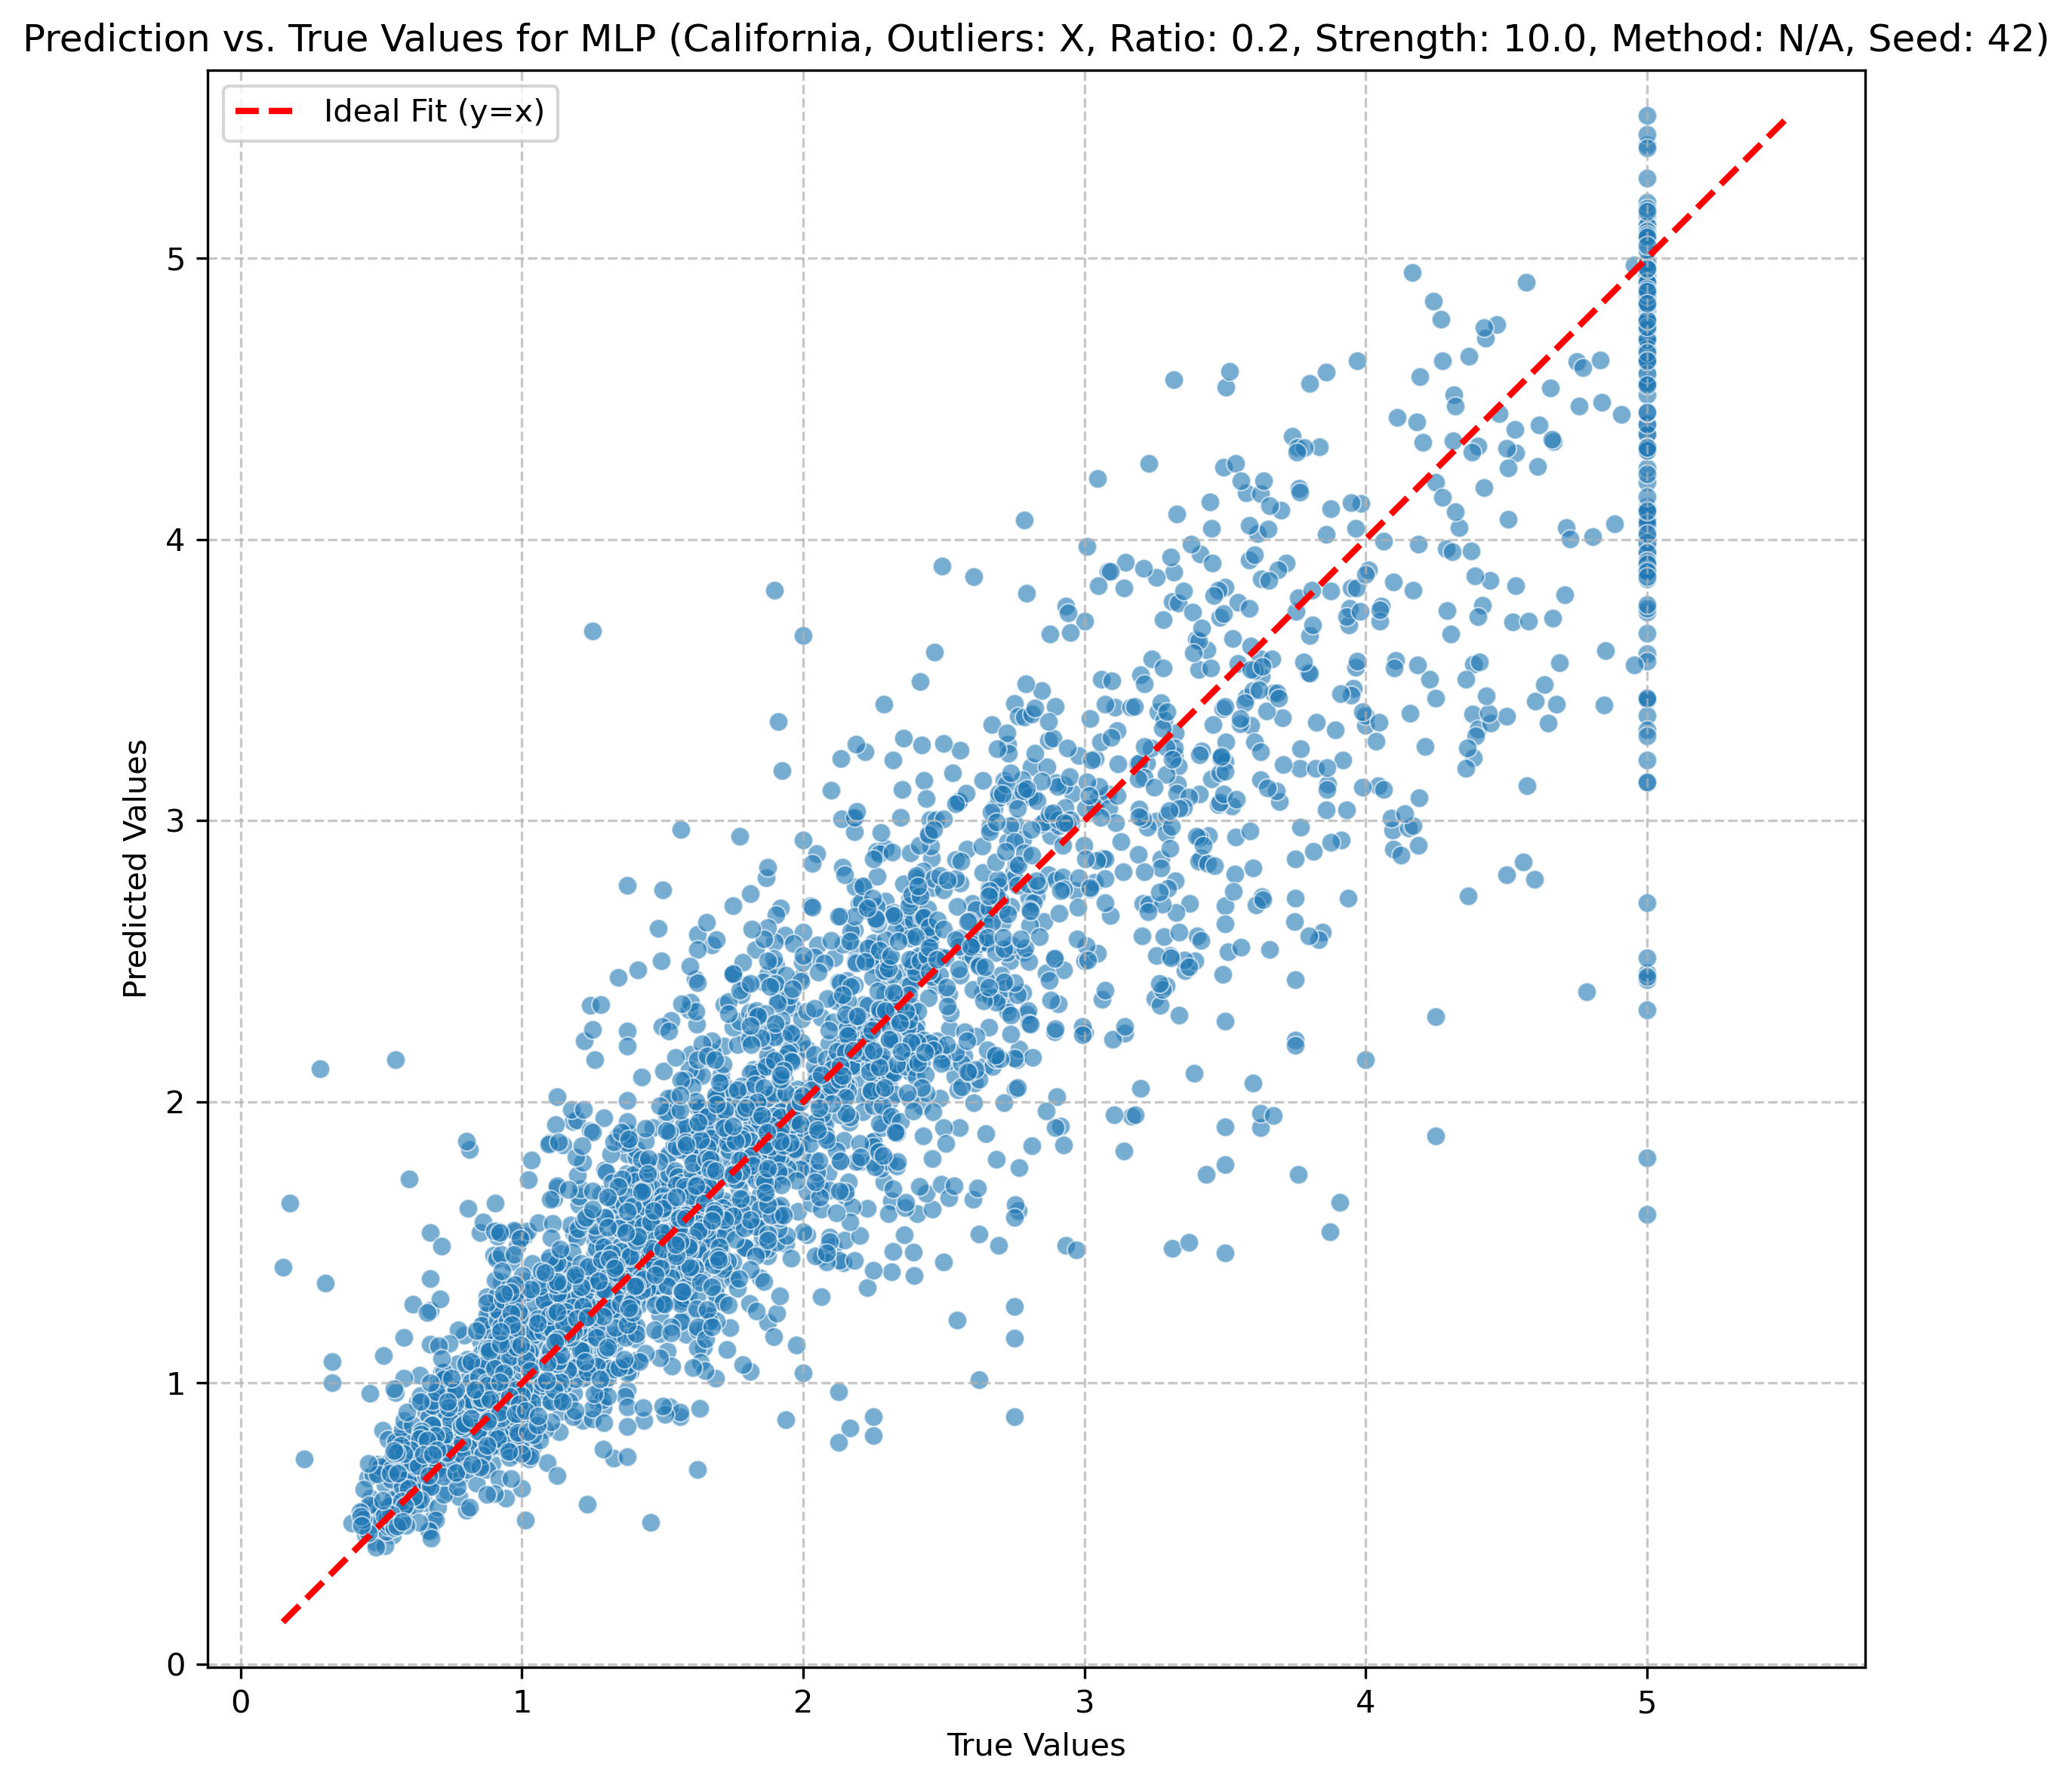 Prediction vs. True Values for MLP (California, Outliers: X, Ratio: 0.2, Strength: 10.0, Method: N/A, Seed: 42)
Ideal Fit (y=x)
Predicted Values
5
4
3
2
1
0
0 1 2 3 4 5
True Values